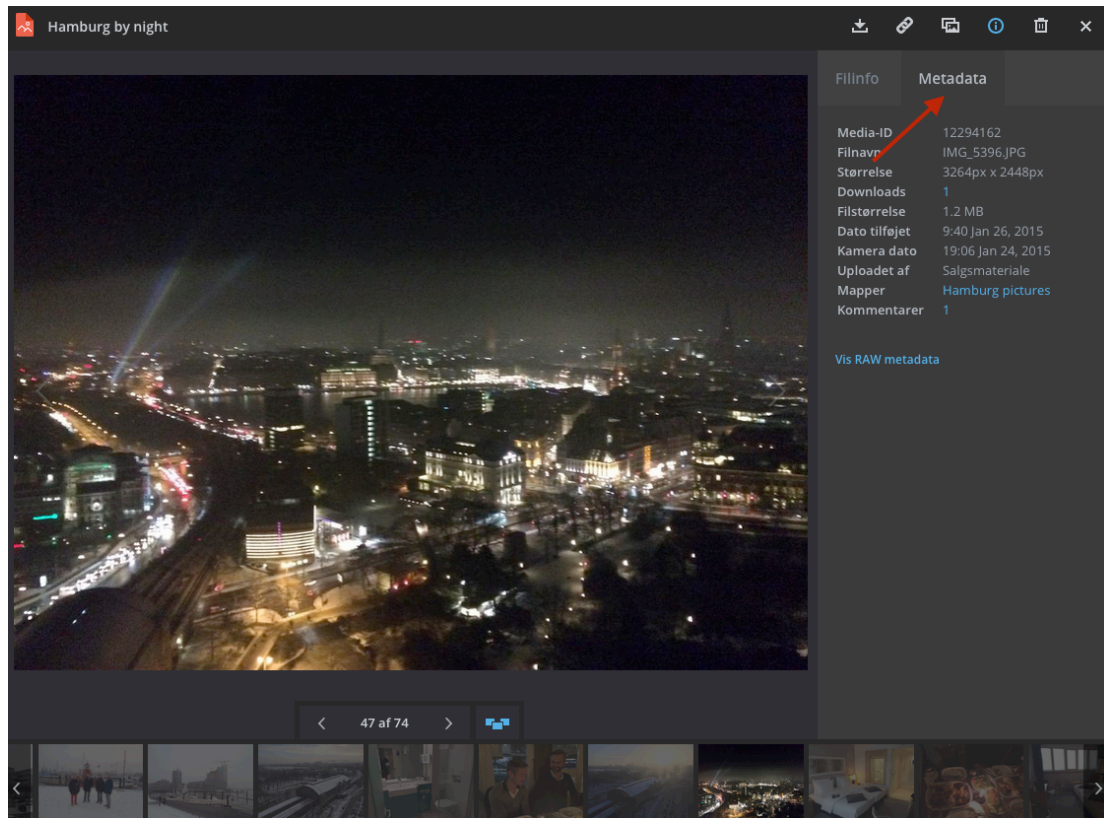 Hamburg by night
Filinfo Metadata
Media-ID 12294162
Filnavn IMG_5396.JPG
Størrelse 3264px x 2448px
Downloads 1
Filstørrelse 1.2 MB
Dato tilføjet 9:40 Jan 26, 2015
Kamera dato 19:06 Jan 24, 2015
Uploadet af Salgsmateriale
Mapper Hamburg pictures
Kommentarer 1
Vis RAW metadata
47 af 74